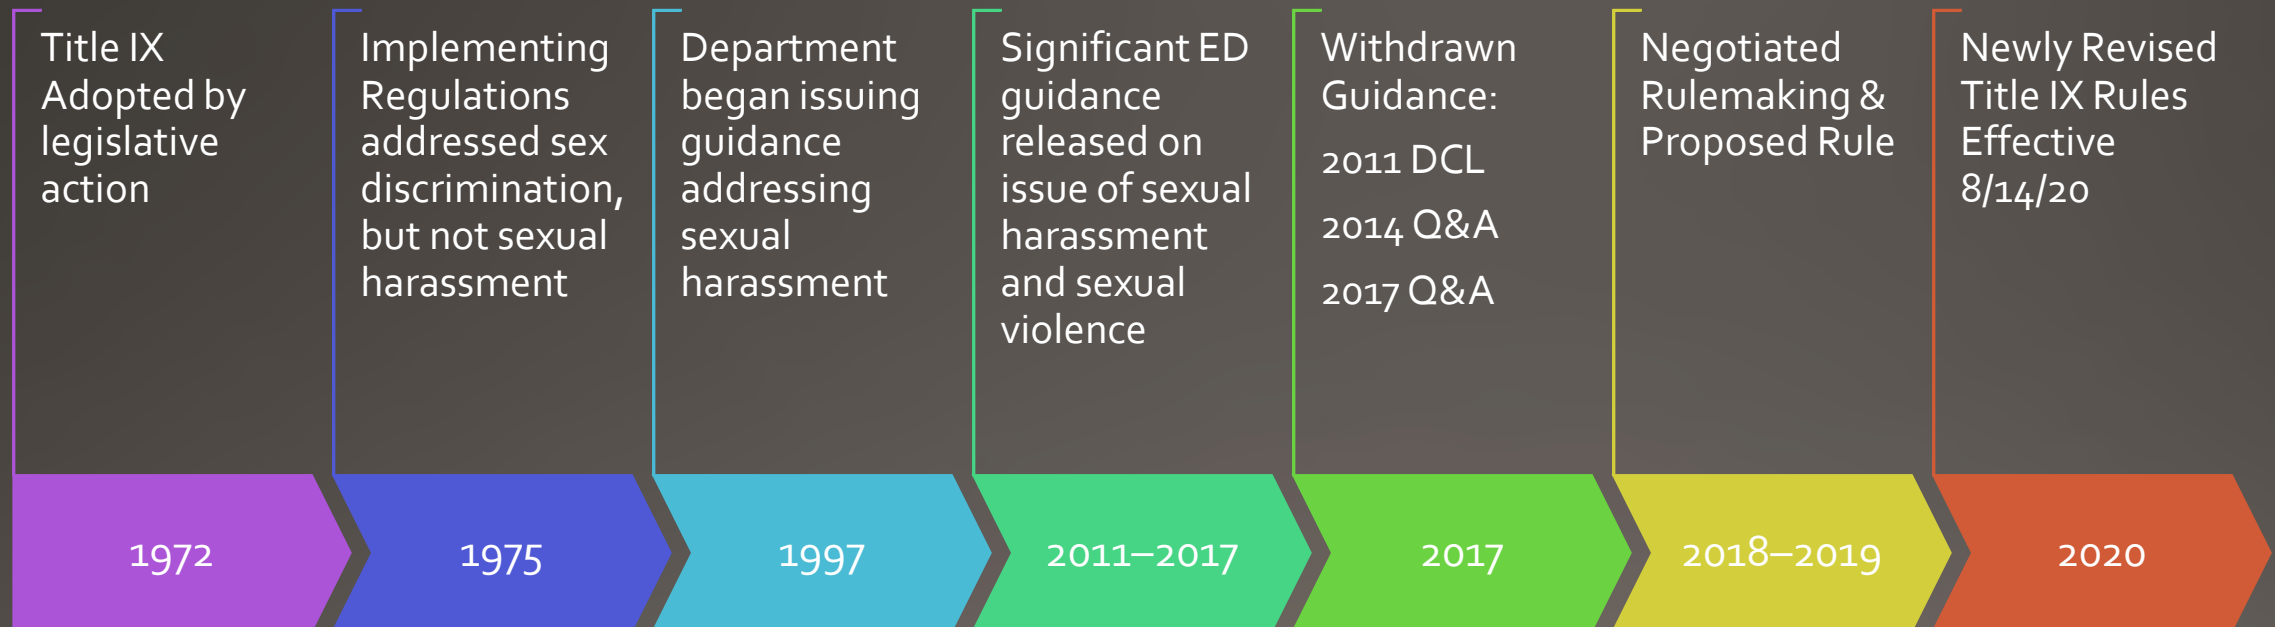 Title IX
Adopted by
legislative
action
Implementing
Regulations
addressed sex
discrimination,
but not sexual
harassment
Department
began issuing
guidance
addressing
sexual
harassment
Significant ED
guidance
released on
issue of sexual
harassment
and sexual
violence
Withdrawn
Guidance:
2011 DCL
2014 Q&A
2017 Q&A
Negotiated
Rulemaking &
Proposed Rule
Newly Revised
Title IX Rules
Effective
8/14/20
1972
1975
1997
2011–2017
2017
2018–2019
2020